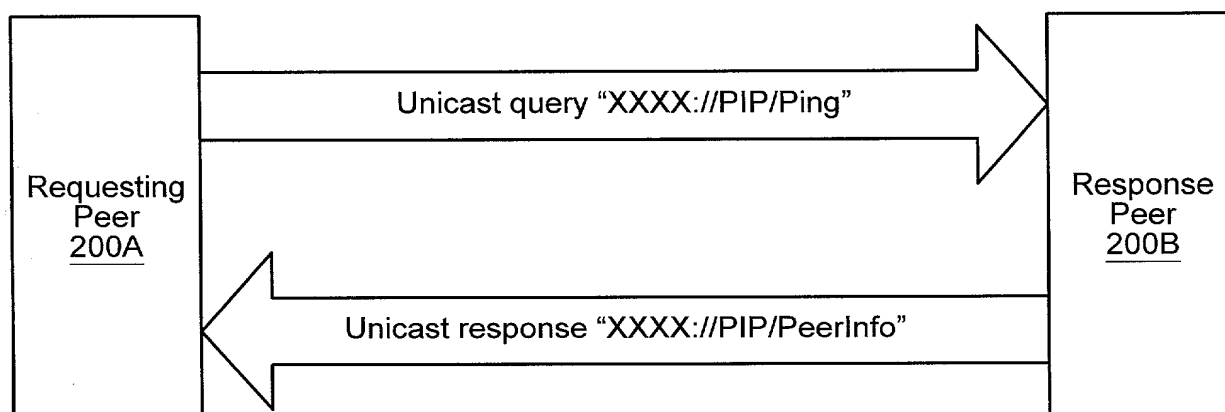 Unicast query “XXXX://PIP/Ping”
Requesting
Peer
200A
Response
Peer
200B
Unicast response “XXXX://PIP/PeerInfo”